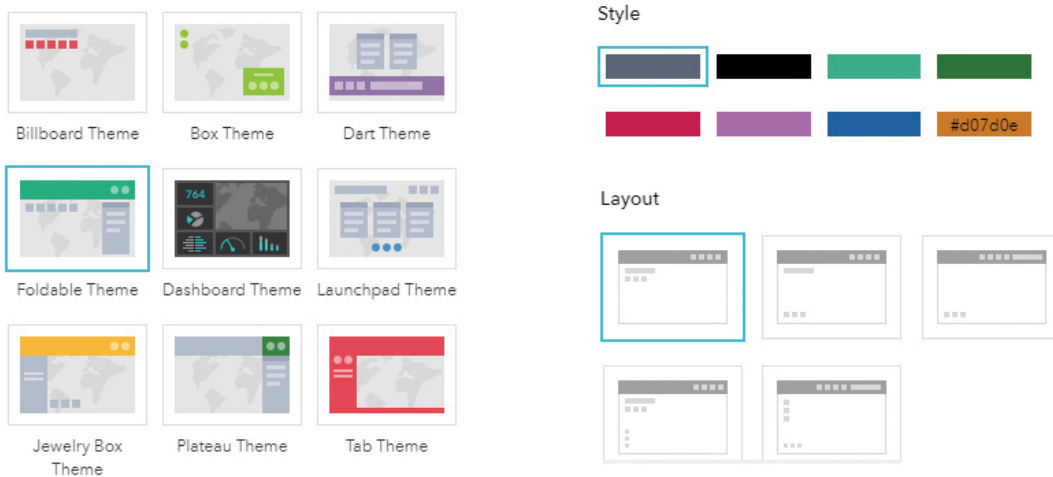 Billboard Theme
Box Theme
Dart Theme
764
Foldable Theme
Dashboard Theme
Launchpad Theme
Jewelry Box
Theme
Plateau Theme
Tab Theme
Style
#d07d0e
Layout